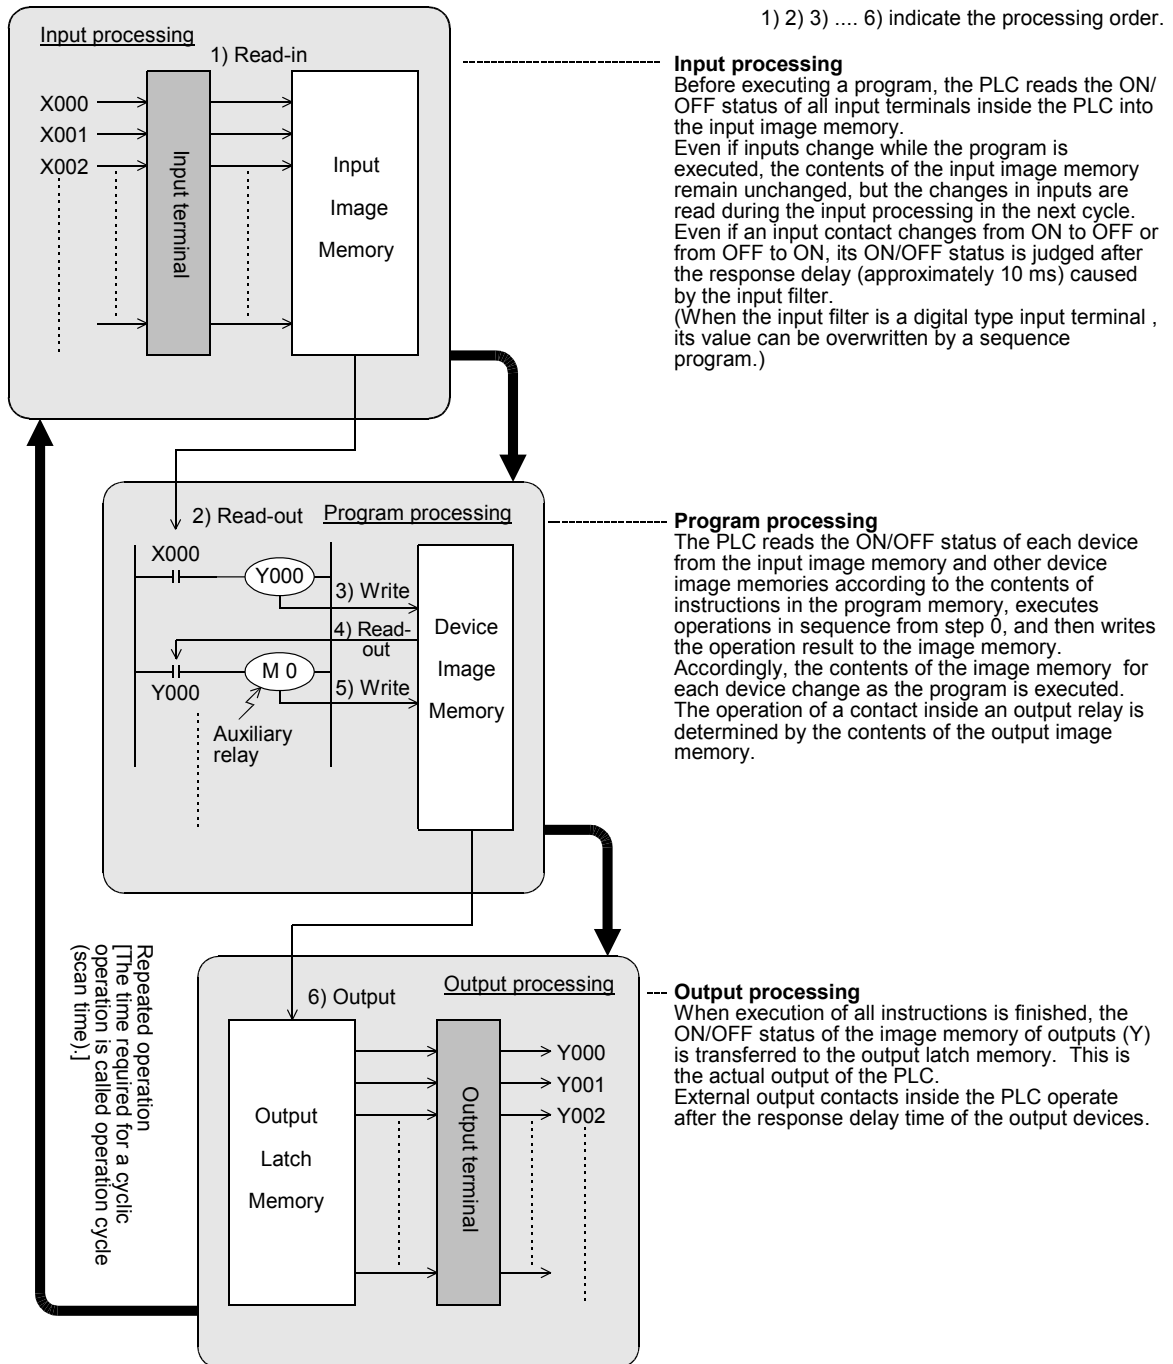 1) 2) 3) .... 6) indicate the processing order.
Input processing
1) Read-in
X000
X001
X002
Input terminal
Input
Image
Memory
Input processing
Before executing a program, the PLC reads the ON/
OFF status of all input terminals inside the PLC into
the input image memory.
Even if inputs change while the program is
executed, the contents of the input image memory
remain unchanged, but the changes in inputs are
read during the input processing in the next cycle.
Even if an input contact changes from ON to OFF or
from OFF to ON, its ON/OFF status is judged after
the response delay (approximately 10 ms) caused
by the input filter.
(When the input filter is a digital type input terminal ,
its value can be overwritten by a sequence
program.)
2) Read-out
Program processing
X000
Y000
3) Write
4) Read-
out
Y000
M 0
5) Write
Auxiliary
relay
Device
Image
Memory
Program processing
The PLC reads the ON/OFF status of each device
from the input image memory and other device
image memories according to the contents of
instructions in the program memory, executes
operations in sequence from step 0, and then writes
the operation result to the image memory.
Accordingly, the contents of the image memory  for
each device change as the program is executed.
The operation of a contact inside an output relay is
determined by the contents of the output image
memory.
Repeated operation
[The time required for a cyclic
operation is called operation cycle
(scan time).]
Output processing
6) Output
Output
Latch
Memory
Output terminal
Y000
Y001
Y002
Output processing
When execution of all instructions is finished, the
ON/OFF status of the image memory of outputs (Y)
is transferred to the output latch memory.  This is
the actual output of the PLC.
External output contacts inside the PLC operate
after the response delay time of the output devices.